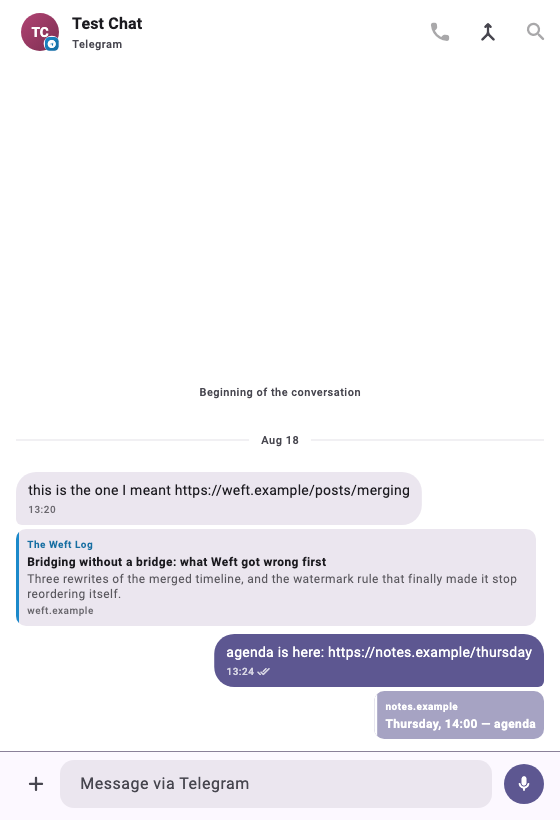 TC
Test Chat
Telegram
Beginning of the conversation
Aug 18
this is the one I meant https://weft.example/posts/merging
13:20
The Weft Log
Bridging without a bridge: what Weft got wrong first
Three rewrites of the merged timeline, and the watermark rule that finally made it stop
reordering itself.
weft.example
agenda is here: https://notes.example/thursday
13:24
notes.example
Thursday, 14:00 — agenda
Message via Telegram